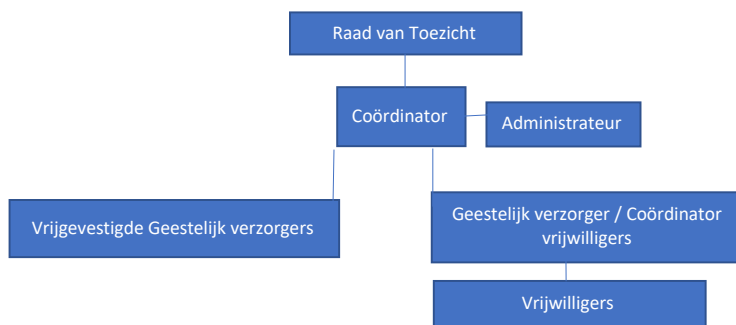 Raad van Toezicht
Coördinator
Administrateur
Vrijgevestigde Geestelijk verzorgers
Geestelijk verzorger / Coördinator
vrijwilligers
Vrijwilligers